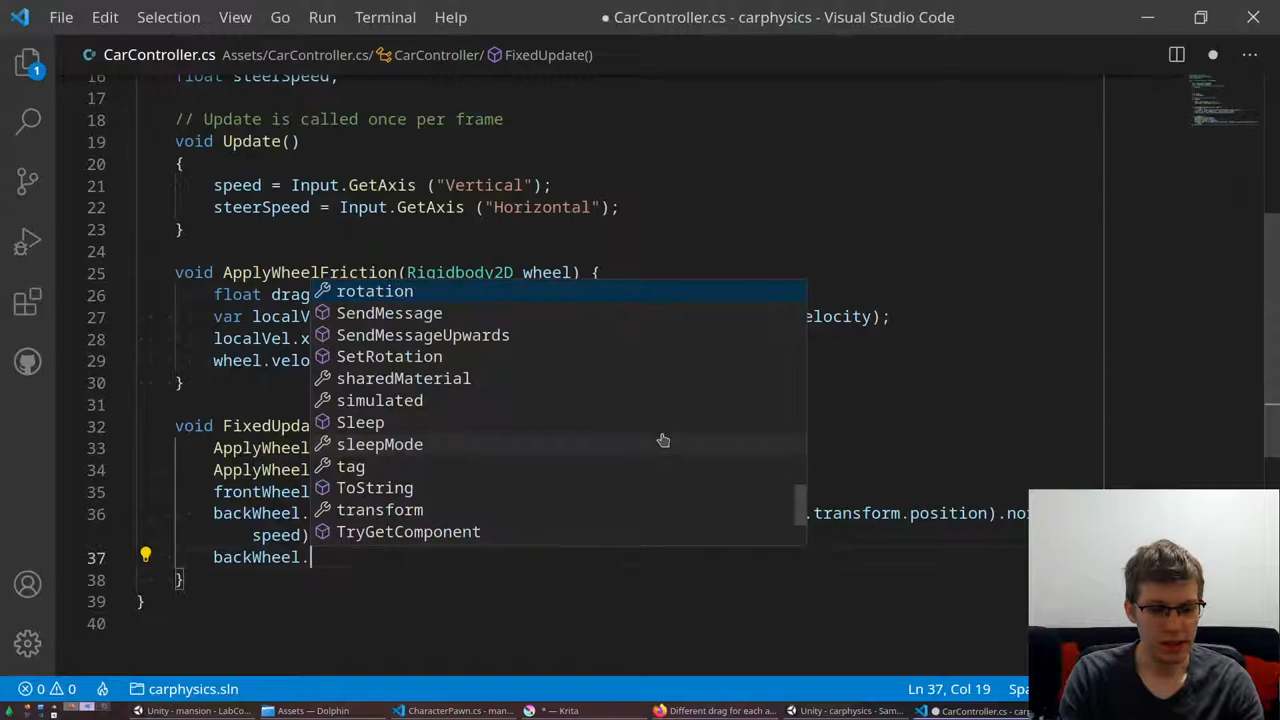 File Edit Selection View Go Run Terminal Help ● CarController.cs - carphysics - Visual Studio Code
CarController.cs Assets/CarController.cs/ CarController/ FixedUpdate()
1
16 float steerSpeed;
17
18 // Update is called once per frame
19 void Update()
20 {
21 speed = Input.GetAxis ("Vertical");
22 steerSpeed = Input.GetAxis ("Horizontal");
23 }
24
25 void ApplyWheelFriction(Rigidbody2D wheel) {
26 float drag
27 var localV elocity);
28 localVel.x
29 wheel.velo
30 }
31
32 void FixedUpda
33 ApplyWheel
34 ApplyWheel
35 frontWheel
36 backWheel. .transform.position).no
speed)
37 backWheel.
38 }
39 }
40
rotation
SendMessage
SendMessageUpwards
SetRotation
sharedMaterial
simulated
Sleep
sleepMode
tag
ToString
transform
TryGetComponent
0 0 carphysics.sln Ln 37, Col 19 Spa
Unity - mansion - LabCo... Assets — Dolphin CharacterPawn.cs - man... * — Krita Different drag for each a... Unity - carphysics - Sam... ● CarController.cs - carp...